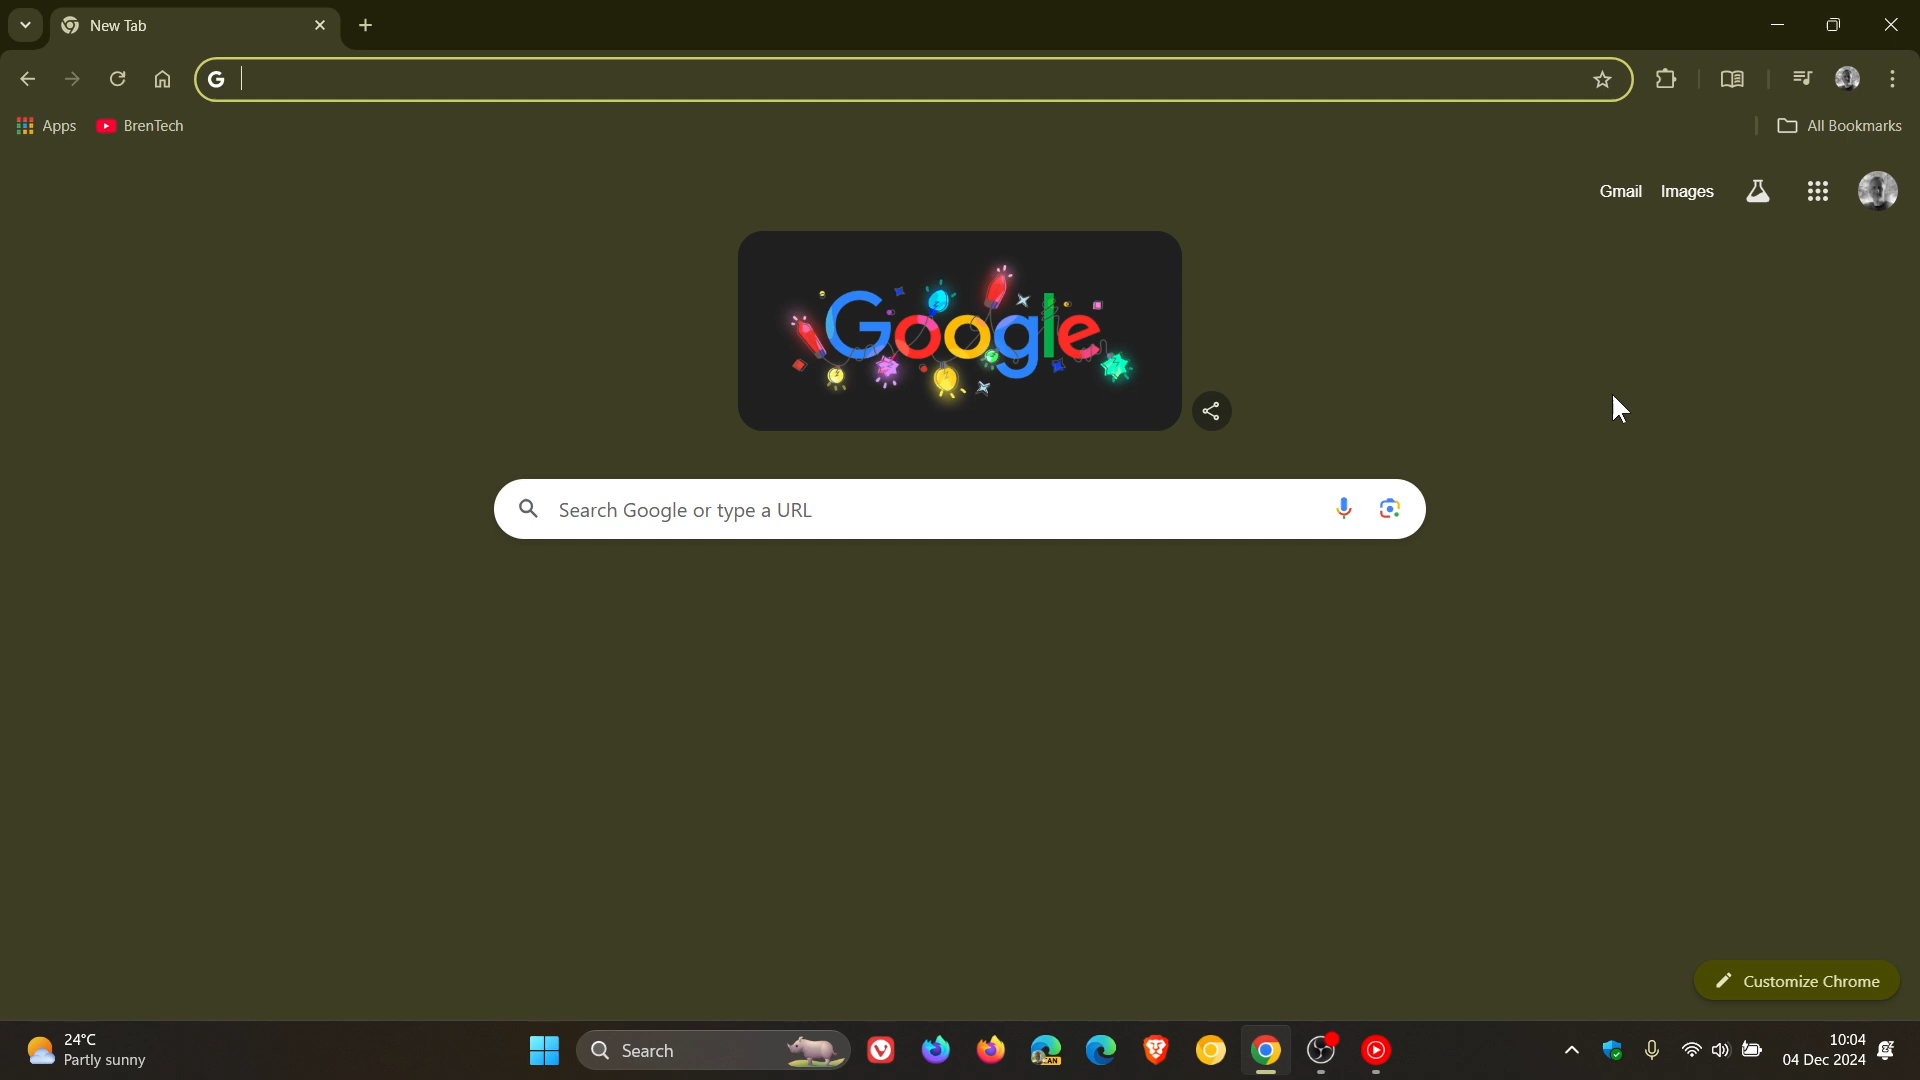 New Tab
Apps
BrenTech
All Bookmarks
Gmail
Images
Google
Search Google or type a URL
Customize Chrome
24°C
Partly sunny
Search
CAN
10:04
04 Dec 2024